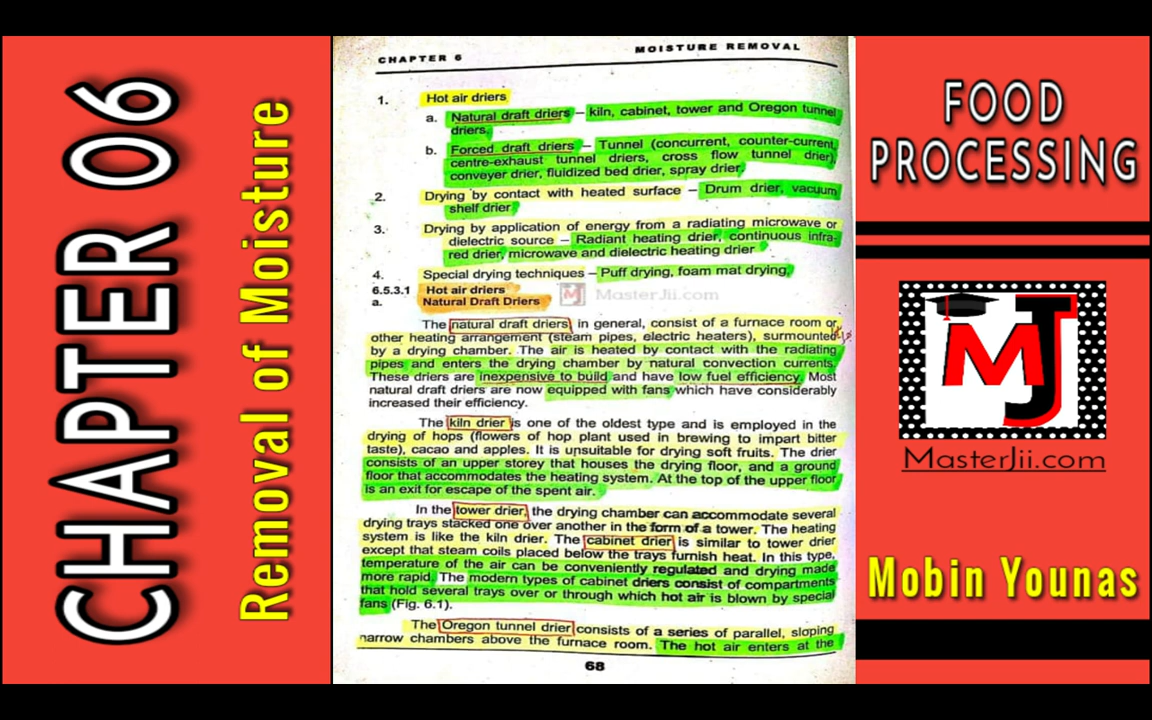 CHAPTER 06
Removal of Moisture
CHAPTER 6
MOISTURE REMOVAL
1. Hot air driers
a. Natural draft driers – kiln, cabinet, tower and Oregon tunnel
driers.
b. Forced draft driers – Tunnel (concurrent, counter-current,
centre-exhaust tunnel driers, cross flow tunnel drier),
conveyer drier, fluidized bed drier, spray drier.
2. Drying by contact with heated surface – Drum drier, vacuum
shelf drier
3. Drying by application of energy from a radiating microwave or
dielectric source – Radiant heating drier, continuous infra-
red drier, microwave and dielectric heating drier
4. Special drying techniques – Puff drying, foam mat drying,
6.5.3.1 Hot air driers
a. Natural Draft Driers
MJ MasterJii.com
The natural draft driers, in general, consist of a furnace room or
other heating arrangement (steam pipes, electric heaters), surmounted
by a drying chamber. The air is heated by contact with the radiating
pipes and enters the drying chamber by natural convection currents.
These driers are inexpensive to build and have low fuel efficiency. Most
natural draft driers are now equipped with fans which have considerably
increased their efficiency.
The kiln drier is one of the oldest type and is employed in the
drying of hops (flowers of hop plant used in brewing to impart bitter
taste), cacao and apples. It is unsuitable for drying soft fruits. The drier
consists of an upper storey that houses the drying floor, and a ground
floor that accommodates the heating system. At the top of the upper floor
is an exit for escape of the spent air.
In the tower drier, the drying chamber can accommodate several
drying trays stacked one over another in the form of a tower. The heating
system is like the kiln drier. The cabinet drier is similar to tower drier
except that steam coils placed below the trays furnish heat. In this type,
temperature of the air can be conveniently regulated and drying made
more rapid. The modern types of cabinet driers consist of compartments
that hold several trays over or through which hot air is blown by special
fans (Fig. 6.1).
The Oregon tunnel drier consists of a series of parallel, sloping
narrow chambers above the furnace room. The hot air enters at the
68
FOOD
PROCESSING
MJ
MasterJii.com
Mobin Younas